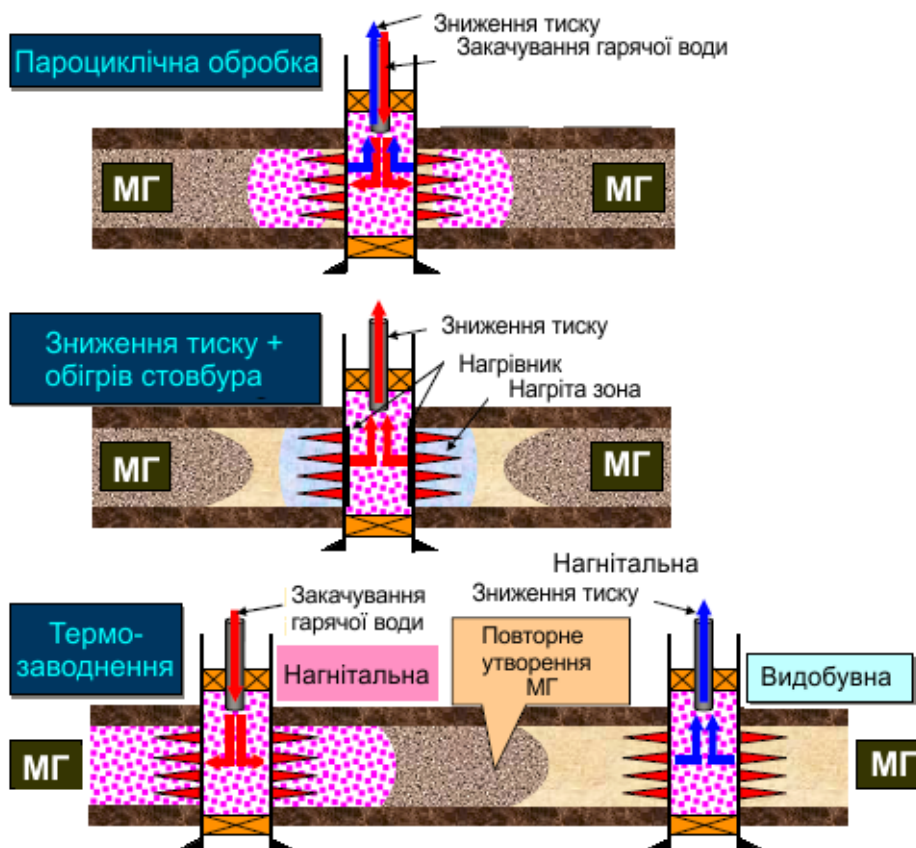 Зниження тиску
Закачування гарячої води
Пароциклічна обробка
МГ
МГ
Зниження тиску +
обігрів стовбура
Зниження тиску
Нагрівник
Нагріта зона
МГ
МГ
Нагнітальна
Зниження тиску
Термо-
заводнення
Закачування
гарячої води
Нагнітальна
Повторне
утворення
МГ
Видобувна
МГ
МГ